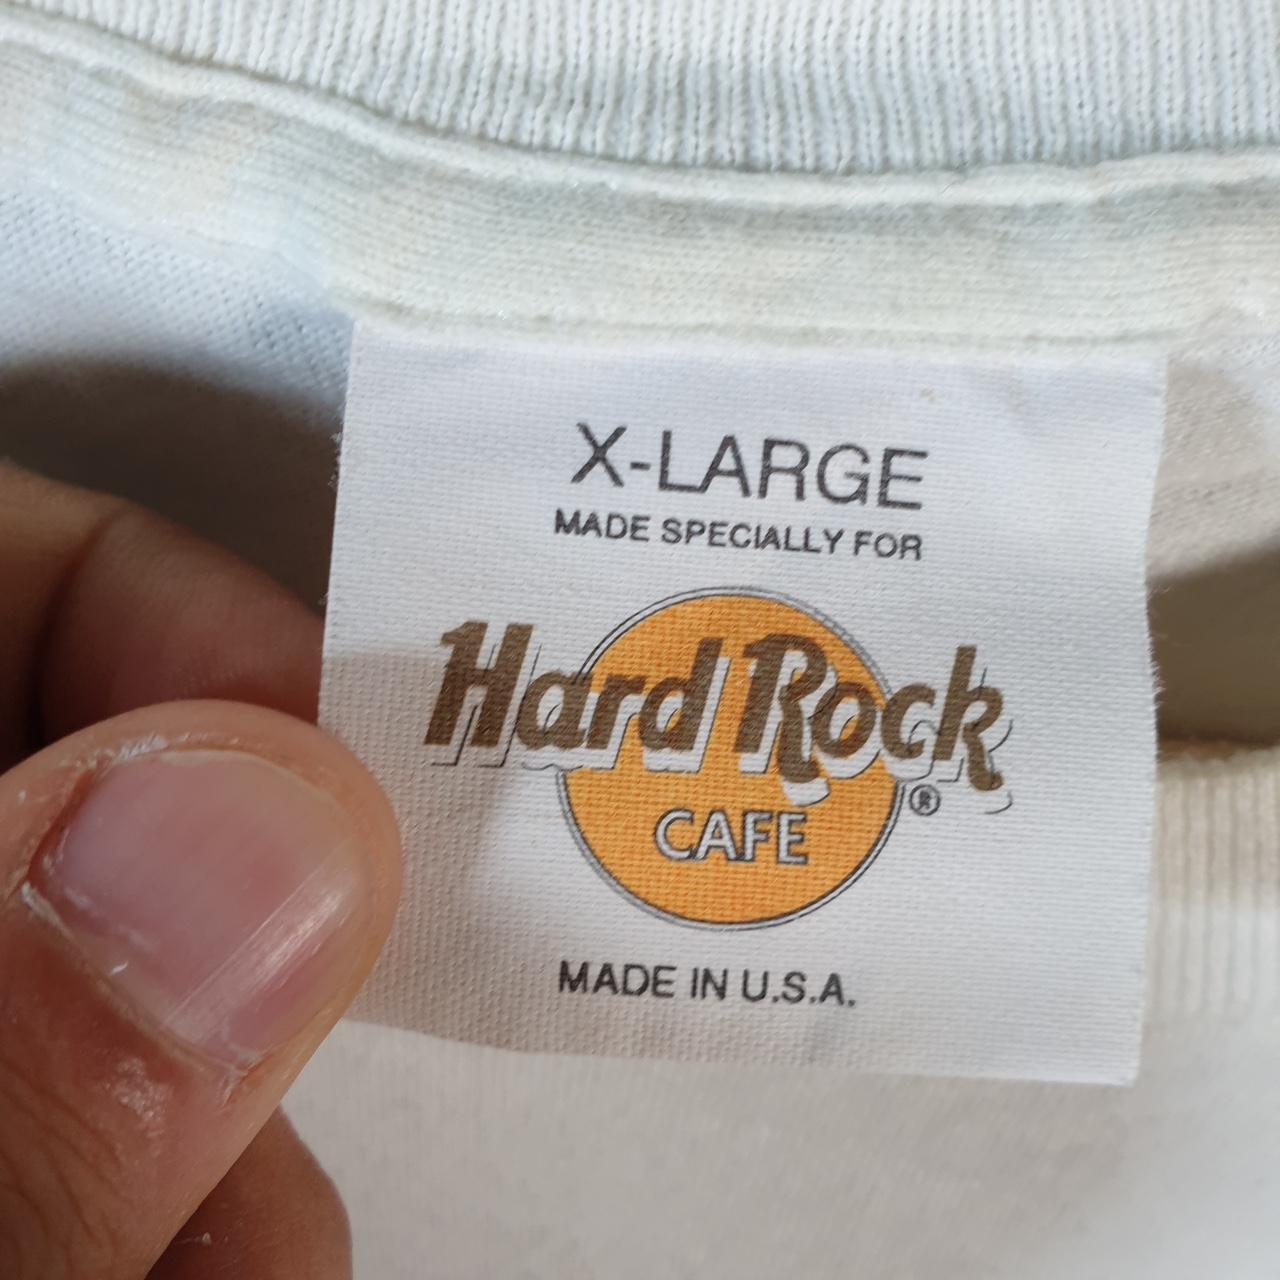 X-LARGE
MADE SPECIALLY FOR
Hard Rock
®
CAFE
MADE IN U.S.A.